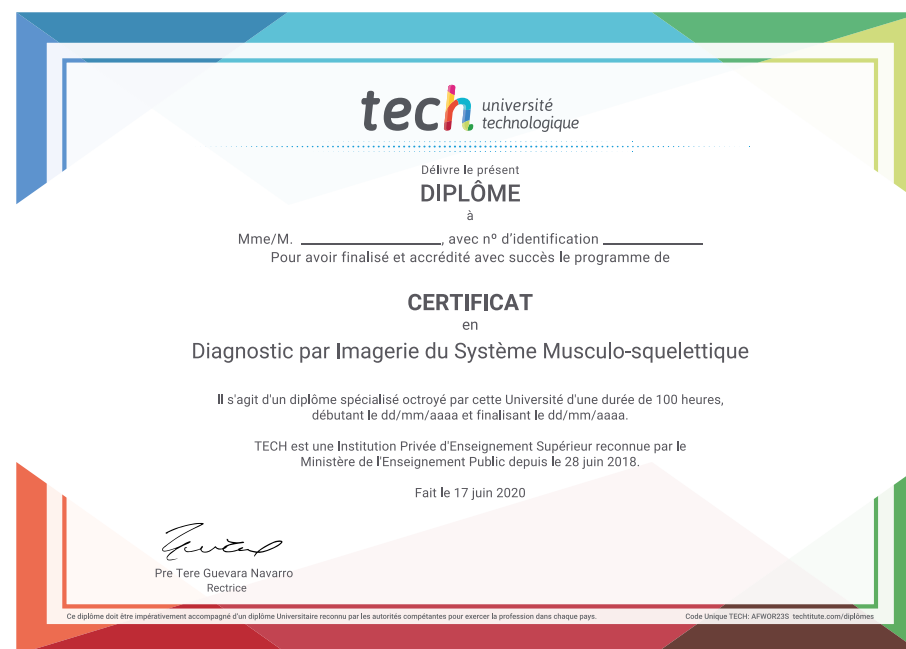 tech université
technologique
Délivre le présent
DIPLÔME
à
Mme/M. ____________________, avec nº d'identification ______________
Pour avoir finalisé et accrédité avec succès le programme de
CERTIFICAT
en
Diagnostic par Imagerie du Système Musculo-squelettique
Il s'agit d'un diplôme spécialisé octroyé par cette Université d'une durée de 100 heures,
débutant le dd/mm/aaaa et finalisant le dd/mm/aaaa.
TECH est une Institution Privée d'Enseignement Supérieur reconnue par le
Ministère de l'Enseignement Public depuis le 28 juin 2018.
Fait le 17 juin 2020
Pre Tere Guevara Navarro
Rectrice
Ce diplôme doit être impérativement accompagné d'un diplôme Universitaire reconnu par les autorités compétantes pour exercer la profession dans chaque pays.
Code Unique TECH: AFWOR23S techtitute.com/diplômes